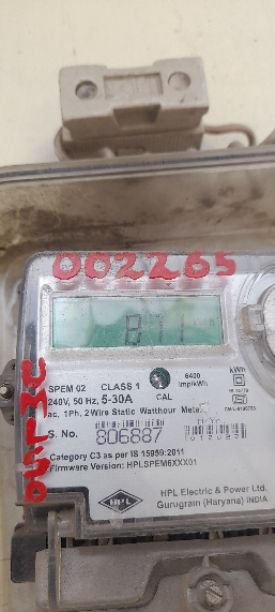 002265
871
SPEM 02 CLASS 1
240V, 50 Hz, 5-30A CAL
6400
imp/kWh
kWh
ac, 1Ph, 2 Wire Static Watthour Meter
S. No. 806887
Category C3 as per IS 15959:2011
Firmware Version: HPLSPEM6XXX01
HPL
HPL Electric & Power Ltd.
Gurugram (Haryana) INDIA